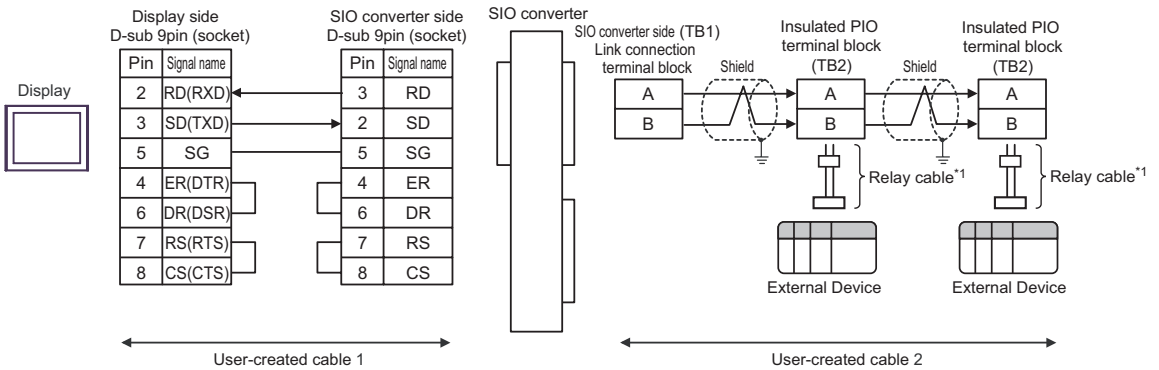 Display
Display side
D-sub 9pin (socket)
Pin Signal name
2 RD(RXD)
3 SD(TXD)
5 SG
4 ER(DTR)
6 DR(DSR)
7 RS(RTS)
8 CS(CTS)
SIO converter side
D-sub 9pin (socket)
Pin Signal name
3 RD
2 SD
5 SG
4 ER
6 DR
7 RS
8 CS
User-created cable 1
SIO converter
SIO converter side (TB1)
Link connection
terminal block
A
B
Shield
Insulated PIO
terminal block
(TB2)
A
B
Relay cable*1
External Device
Shield
Insulated PIO
terminal block
(TB2)
A
B
Relay cable*1
External Device
User-created cable 2